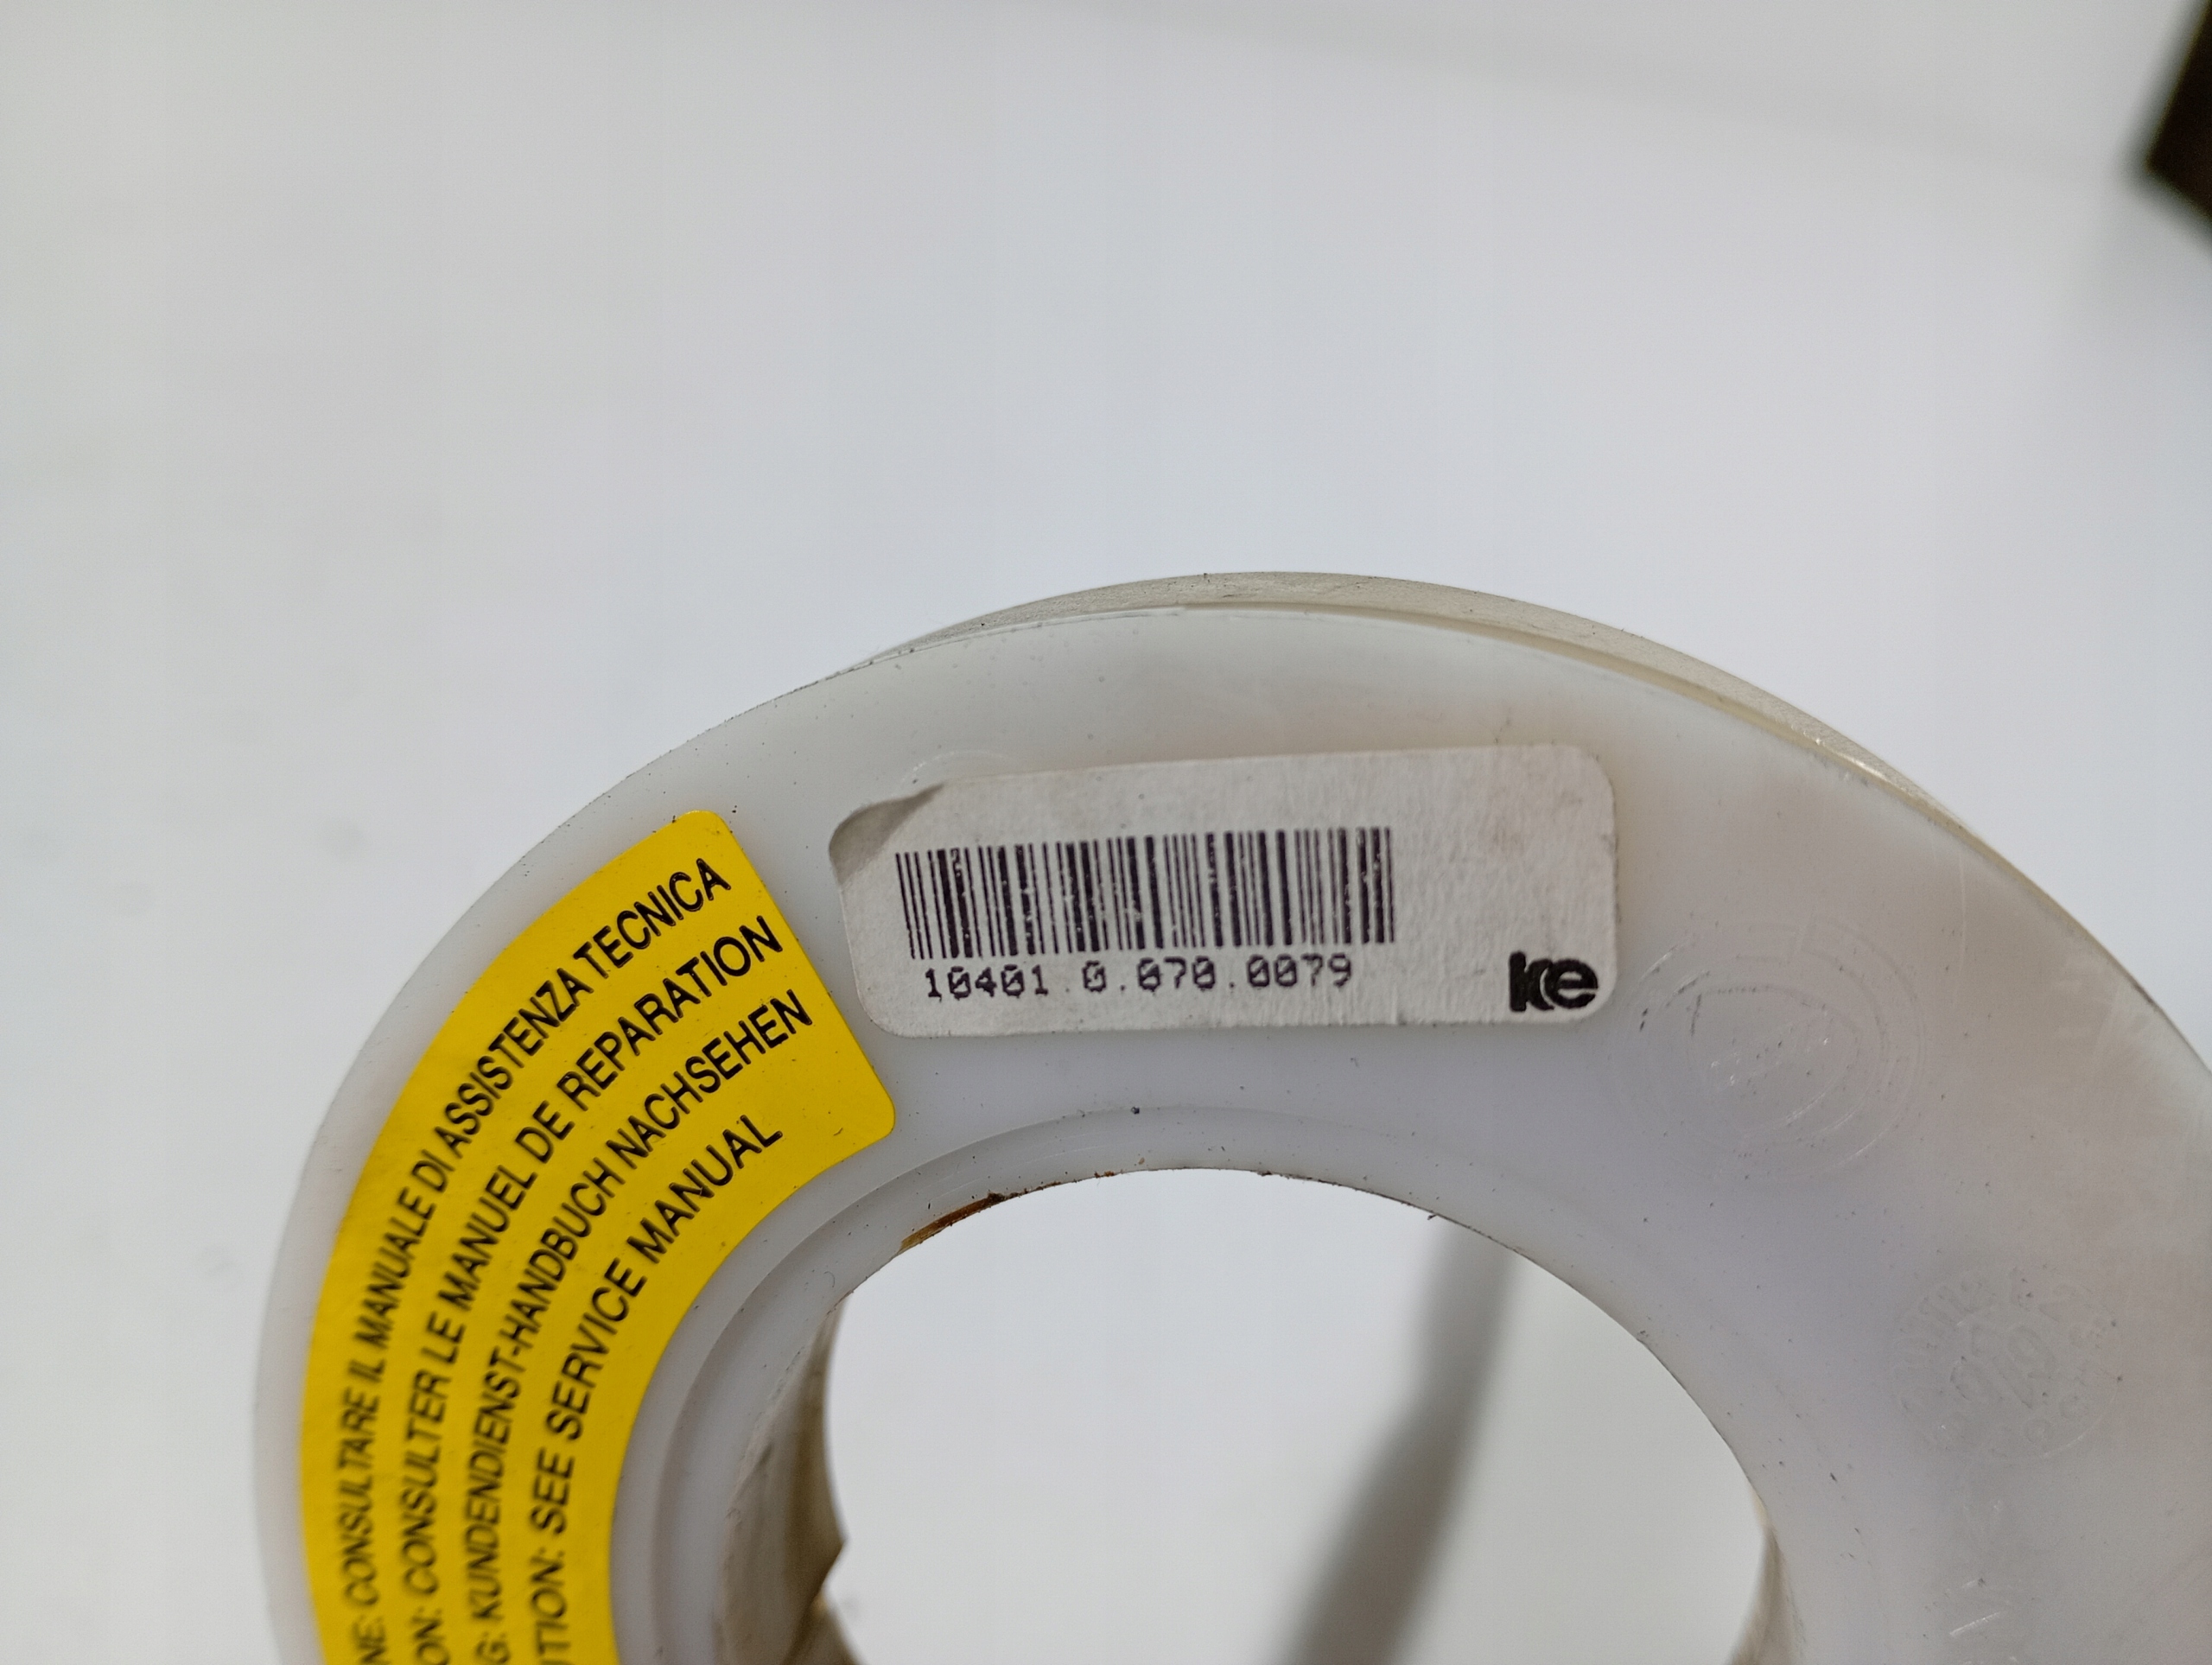 NE: CONSULTARE IL MANUALE DI ASSISTENZA TECNICA
ON: CONSULTER LE MANUEL DE REPARATION
G: KUNDENDIENST-HANDBUCH NACHSEHEN
TION: SEE SERVICE MANUAL
10401 0.070.0079
ke